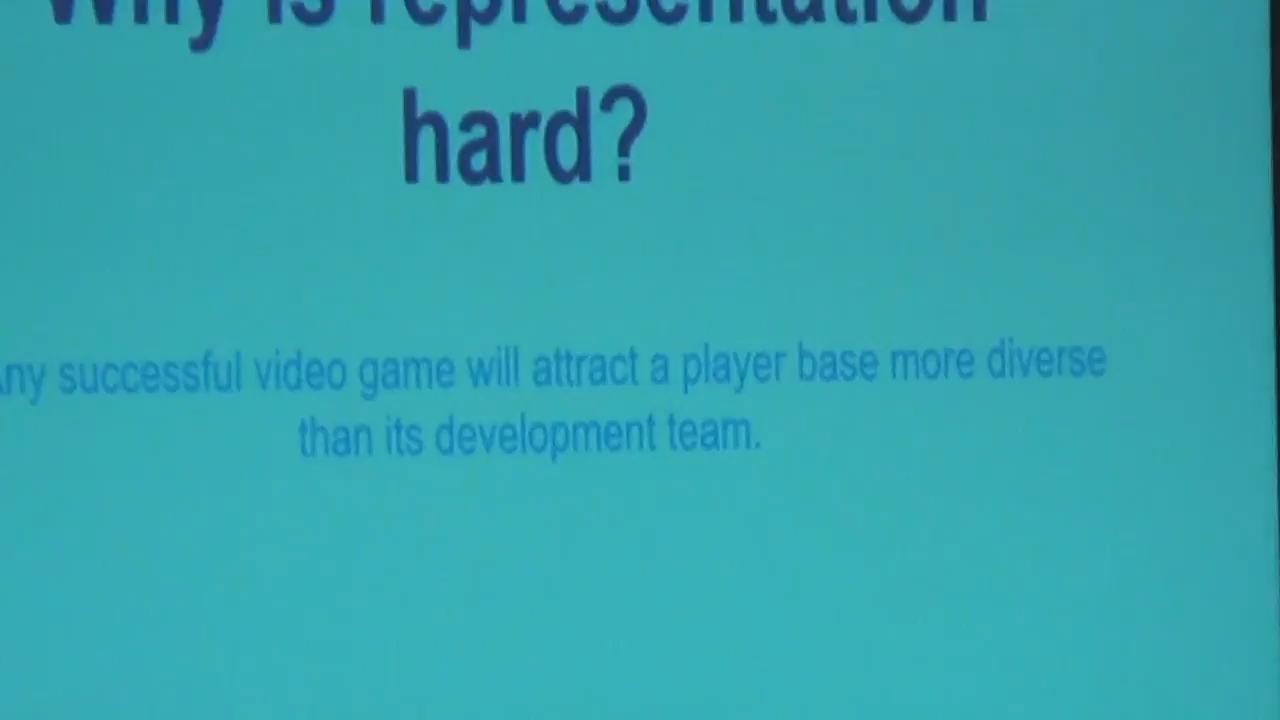 Why is representation
hard?
Any successful video game will attract a player base more diverse
than its development team.